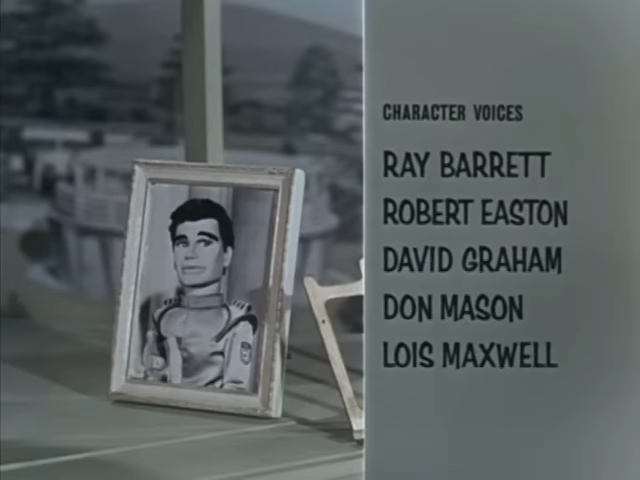 CHARACTER VOICES
RAY BARRETT
ROBERT EASTON
DAVID GRAHAM
DON MASON
LOIS MAXWELL